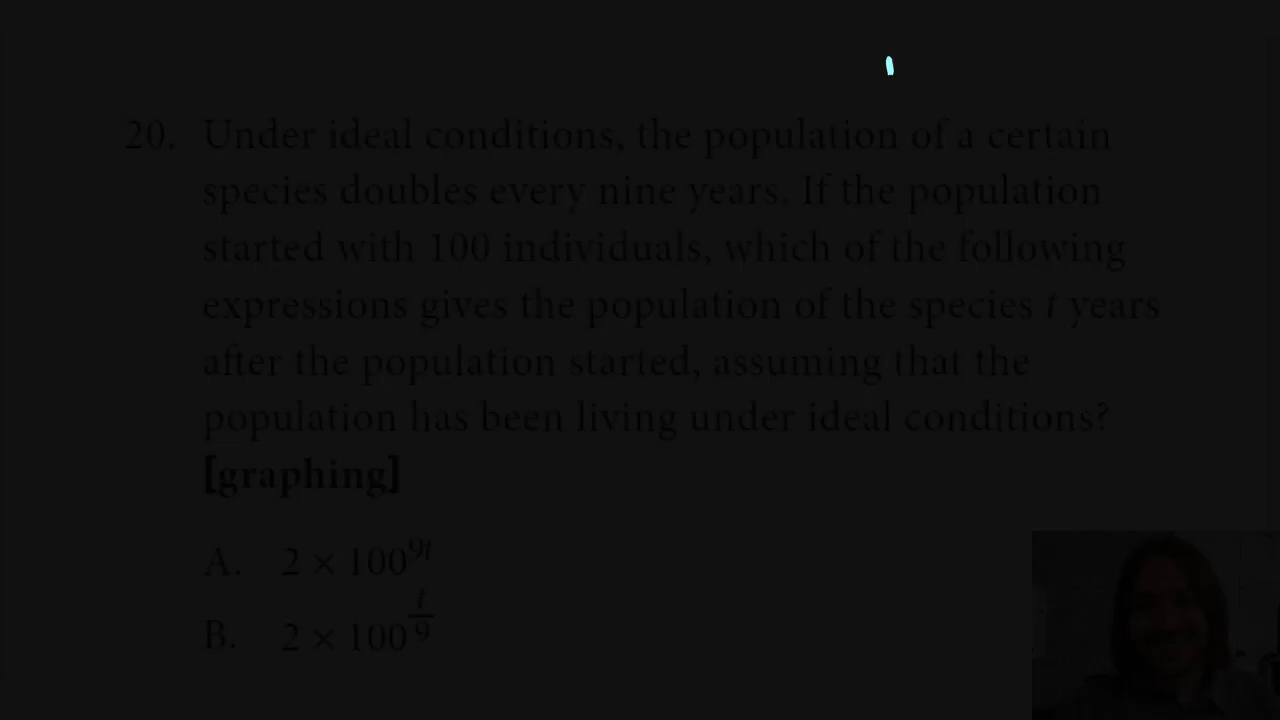 20. Under ideal conditions, the population of a certain
species doubles every nine years. If the population
started with 100 individuals, which of the following
expressions gives the population of the species t years
after the population started, assuming that the
population has been living under ideal conditions?
[graphing]
A. 2 × 100^{9t}
B. 2 × 100^{\frac{t}{9}}